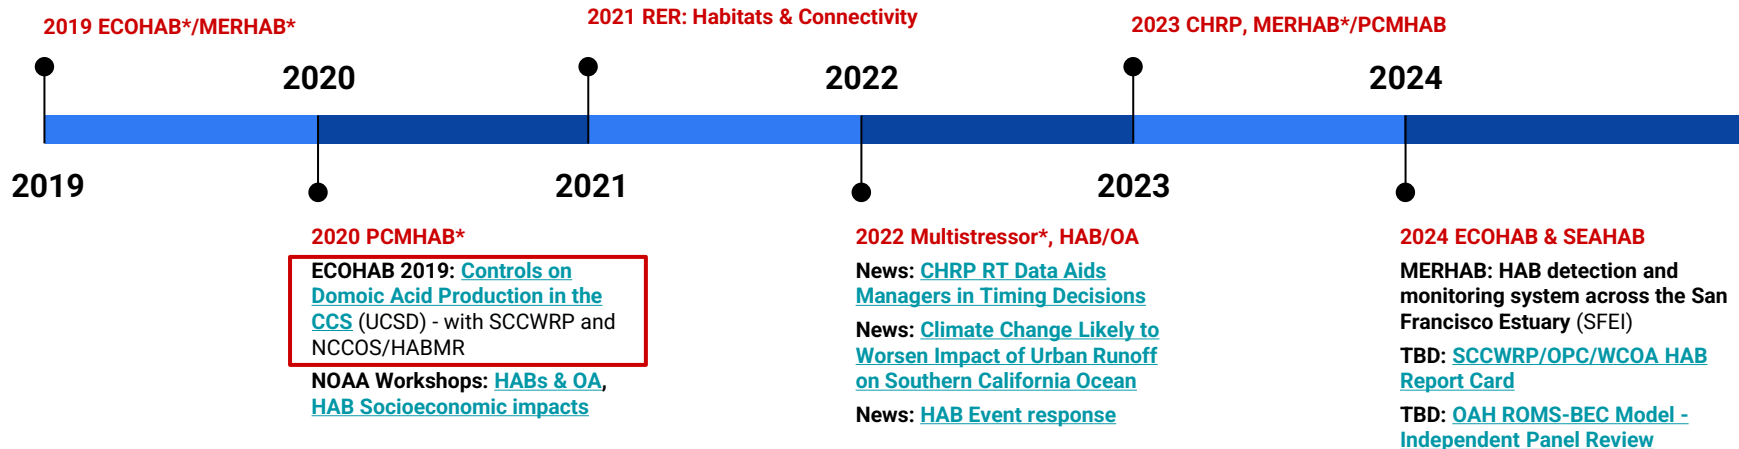 2019 ECOHAB*/MERHAB*
2021 RER: Habitats & Connectivity
2023 CHRP, MERHAB*/PCMHAB
2020
2022
2024
2019
2021
2023
2020 PCMHAB*
ECOHAB 2019: Controls on
Domoic Acid Production in the
CCS (UCSD) - with SCCWRP and
NCCOS/HABMR
NOAA Workshops: HABs & OA,
HAB Socioeconomic impacts
2022 Multistressor*, HAB/OA
News: CHRP RT Data Aids
Managers in Timing Decisions
News: Climate Change Likely to
Worsen Impact of Urban Runoff
on Southern California Ocean
News: HAB Event response
2024 ECOHAB & SEAHAB
MERHAB: HAB detection and
monitoring system across the San
Francisco Estuary (SFEI)
TBD: SCCWRP/OPC/WCOA HAB
Report Card
TBD: OAH ROMS-BEC Model -
Independent Panel Review